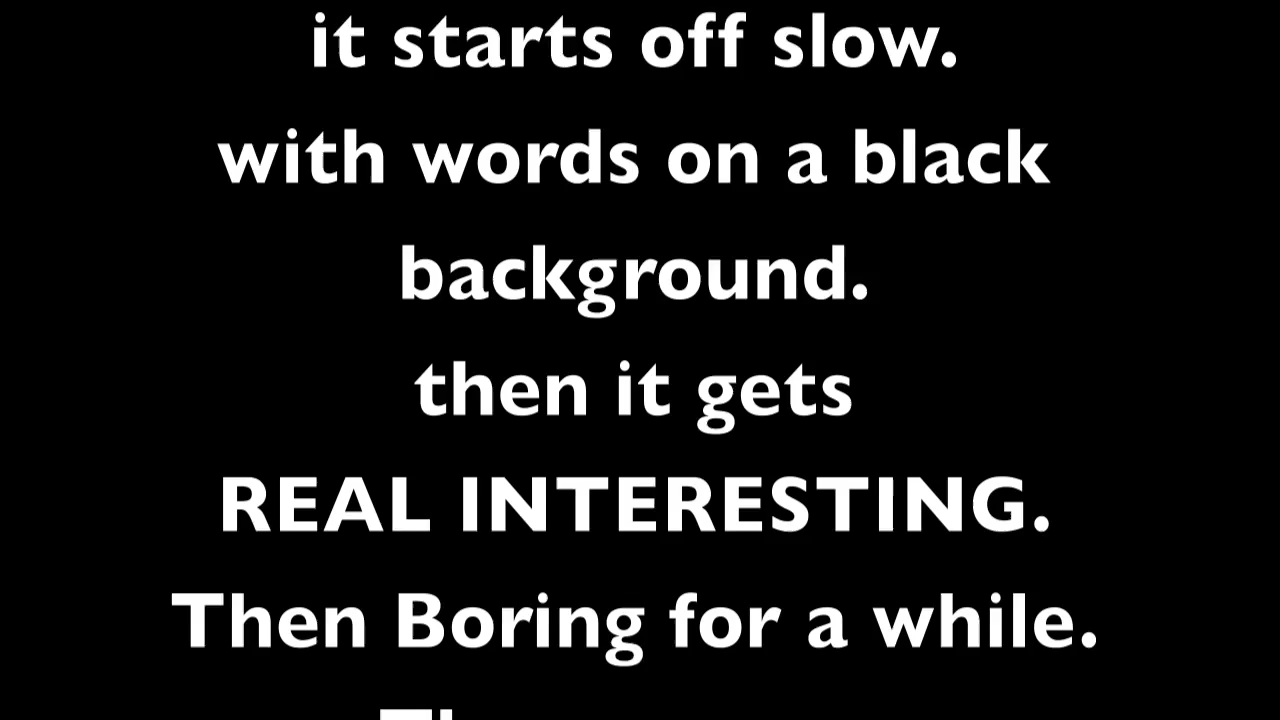 it starts off slow.
with words on a black
background.
then it gets
REAL INTERESTING.
Then Boring for a while.